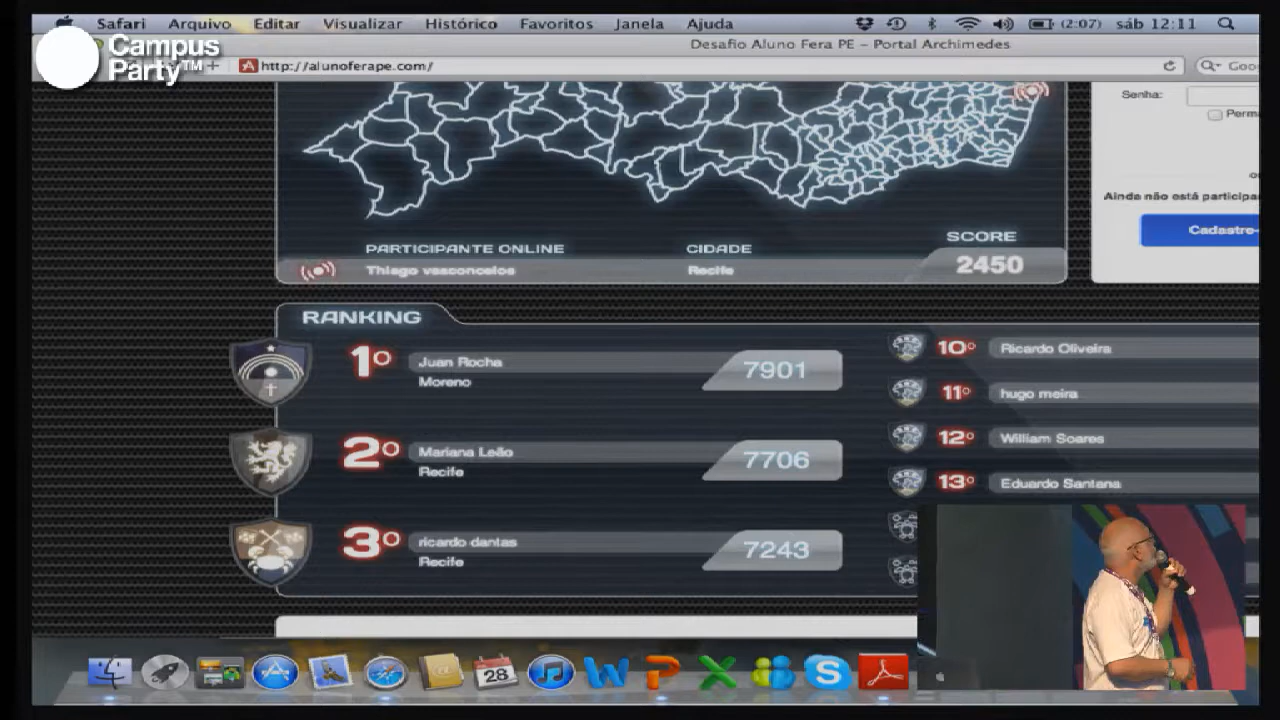 Safari Arquivo Editar Visualizar Histórico Favoritos Janela Ajuda (2:07) sáb 12:11
Campus
Party™
Desafio Aluno Fera PE – Portal Archimedes
http://alunoferape.com/
Senha:
PARTICIPANTE ONLINE CIDADE SCORE
Thiago vasconcelos Recife 2450
Ainda não está participa
Cadastre-
RANKING
1º Juan Rocha 7901
Moreno
2º Mariana Leão 7706
Recife
3º ricardo dantas 7243
Recife
10º Ricardo Oliveira
11º hugo meira
12º William Soares
13º Eduardo Santana
28